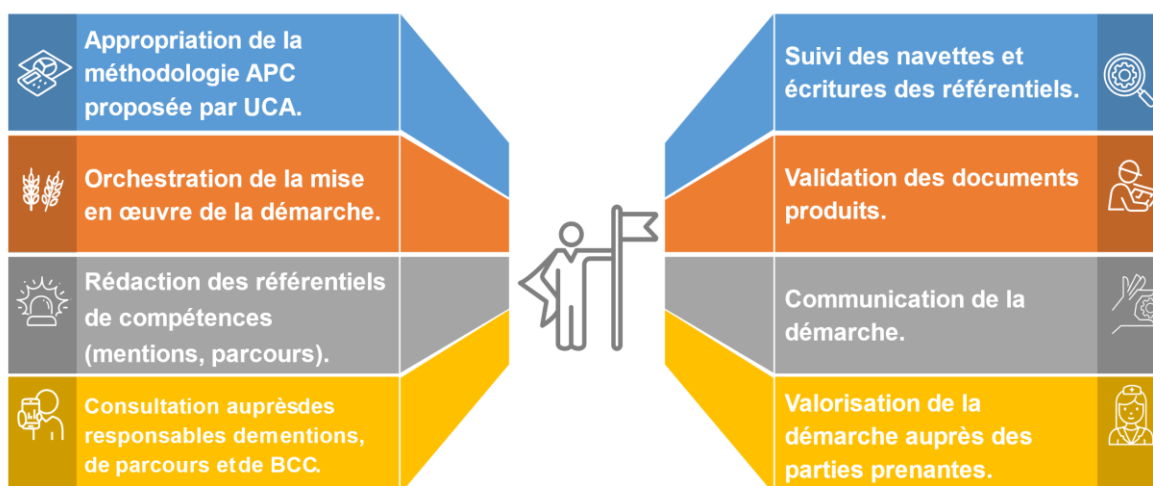 Appropriation de la
méthodologie APC
proposée par UCA.
Orchestration de la mise
en œuvre de la démarche.
Rédaction des référentiels
de compétences
(mentions, parcours).
Consultation auprèsdes
responsables dementions,
de parcours etde BCC.
Suivi des navettes et
écritures des référentiels.
Validation des documents
produits.
Communication de la
démarche.
Valorisation de la
démarche auprès des
parties prenantes.